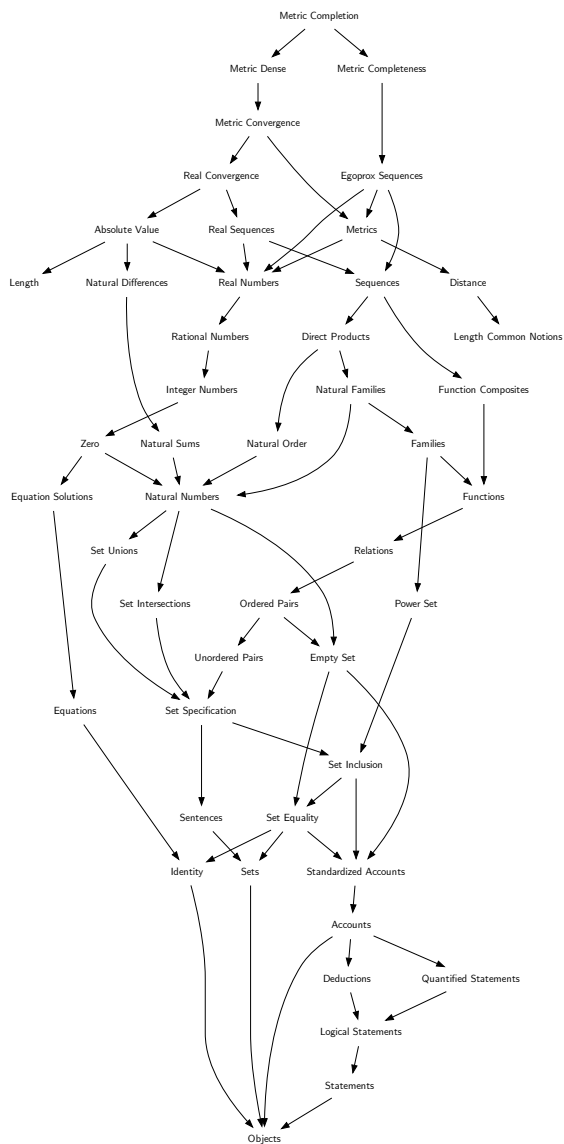 Metric Completion
Metric Dense
Metric Completeness
Metric Convergence
Real Convergence
Egoprox Sequences
Absolute Value
Real Sequences
Metrics
Length
Natural Differences
Real Numbers
Sequences
Distance
Rational Numbers
Direct Products
Length Common Notions
Integer Numbers
Natural Families
Function Composites
Zero
Natural Sums
Natural Order
Families
Equation Solutions
Natural Numbers
Functions
Set Unions
Relations
Set Intersections
Ordered Pairs
Power Set
Unordered Pairs
Empty Set
Equations
Set Specification
Set Inclusion
Sentences
Set Equality
Identity
Sets
Standardized Accounts
Accounts
Deductions
Quantified Statements
Logical Statements
Statements
Objects